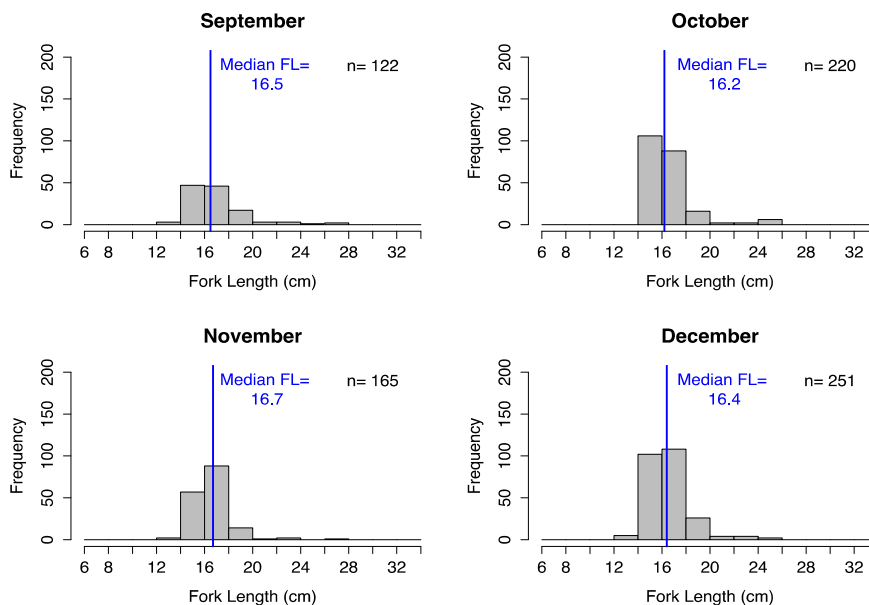 September
Median FL=
16.5
n= 122
Frequency
0 50 100 150 200
6 8 12 16 20 24 28 32
Fork Length (cm)
October
Median FL=
16.2
n= 220
Frequency
0 50 100 150 200
6 8 12 16 20 24 28 32
Fork Length (cm)
November
Median FL=
16.7
n= 165
Frequency
0 50 100 150 200
6 8 12 16 20 24 28 32
Fork Length (cm)
December
Median FL=
16.4
n= 251
Frequency
0 50 100 150 200
6 8 12 16 20 24 28 32
Fork Length (cm)